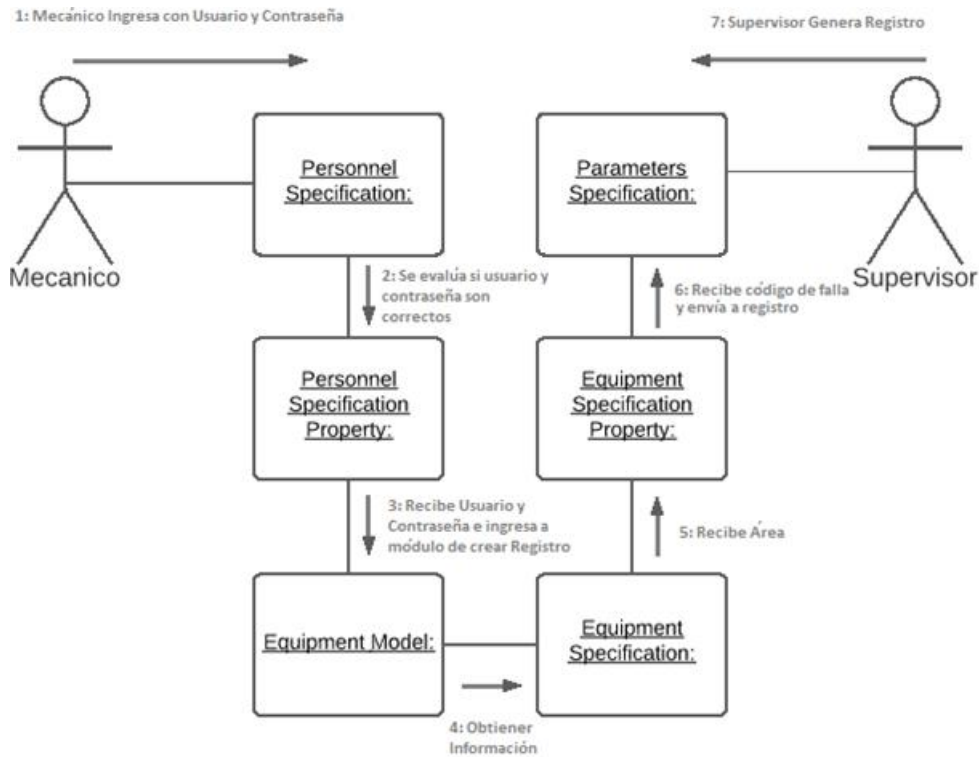 1: Mecánico Ingresa con Usuario y Contraseña
7: Supervisor Genera Registro
Personnel
Specification:
Parameters
Specification:
Mecanico
Supervisor
2: Se evalúa si usuario y
contraseña son
correctos
6: Recibe código de falla
y envía a registro
Personnel
Specification
Property:
Equipment
Specification
Property:
3: Recibe Usuario y
Contraseña e ingresa a
módulo de crear Registro
5: Recibe Área
Equipment Model:
Equipment
Specification:
4: Obtiener
Información